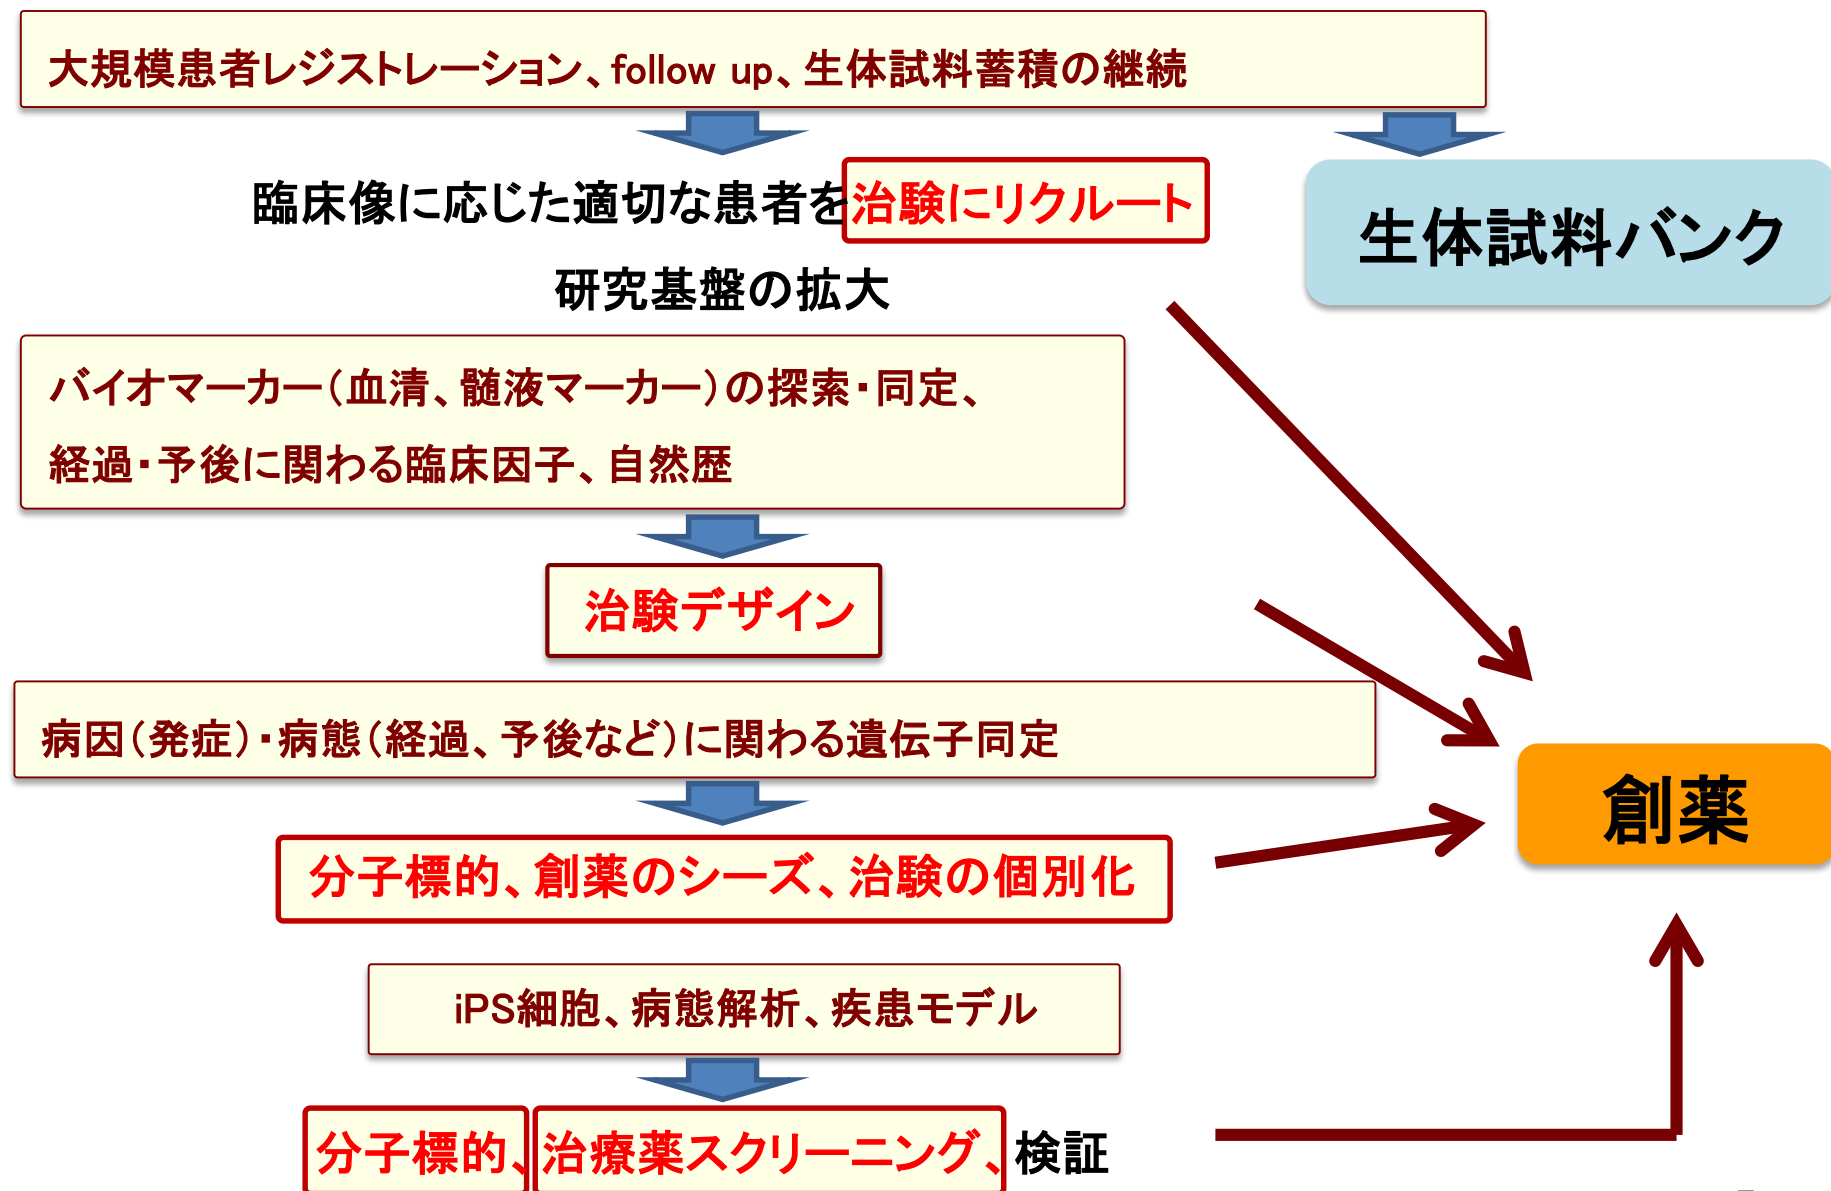 大規模患者レジストレーション、follow up、生体試料蓄積の継続
臨床像に応じた適切な患者を治験にリクルート
生体試料バンク
研究基盤の拡大
バイオマーカー（血清、髄液マーカー）の探索・同定、
経過・予後に関わる臨床因子、自然歴
治験デザイン
病因（発症）・病態（経過、予後など）に関わる遺伝子同定
創薬
分子標的、創薬のシーズ、治験の個別化
iPS細胞、病態解析、疾患モデル
分子標的、治療薬スクリーニング、検証